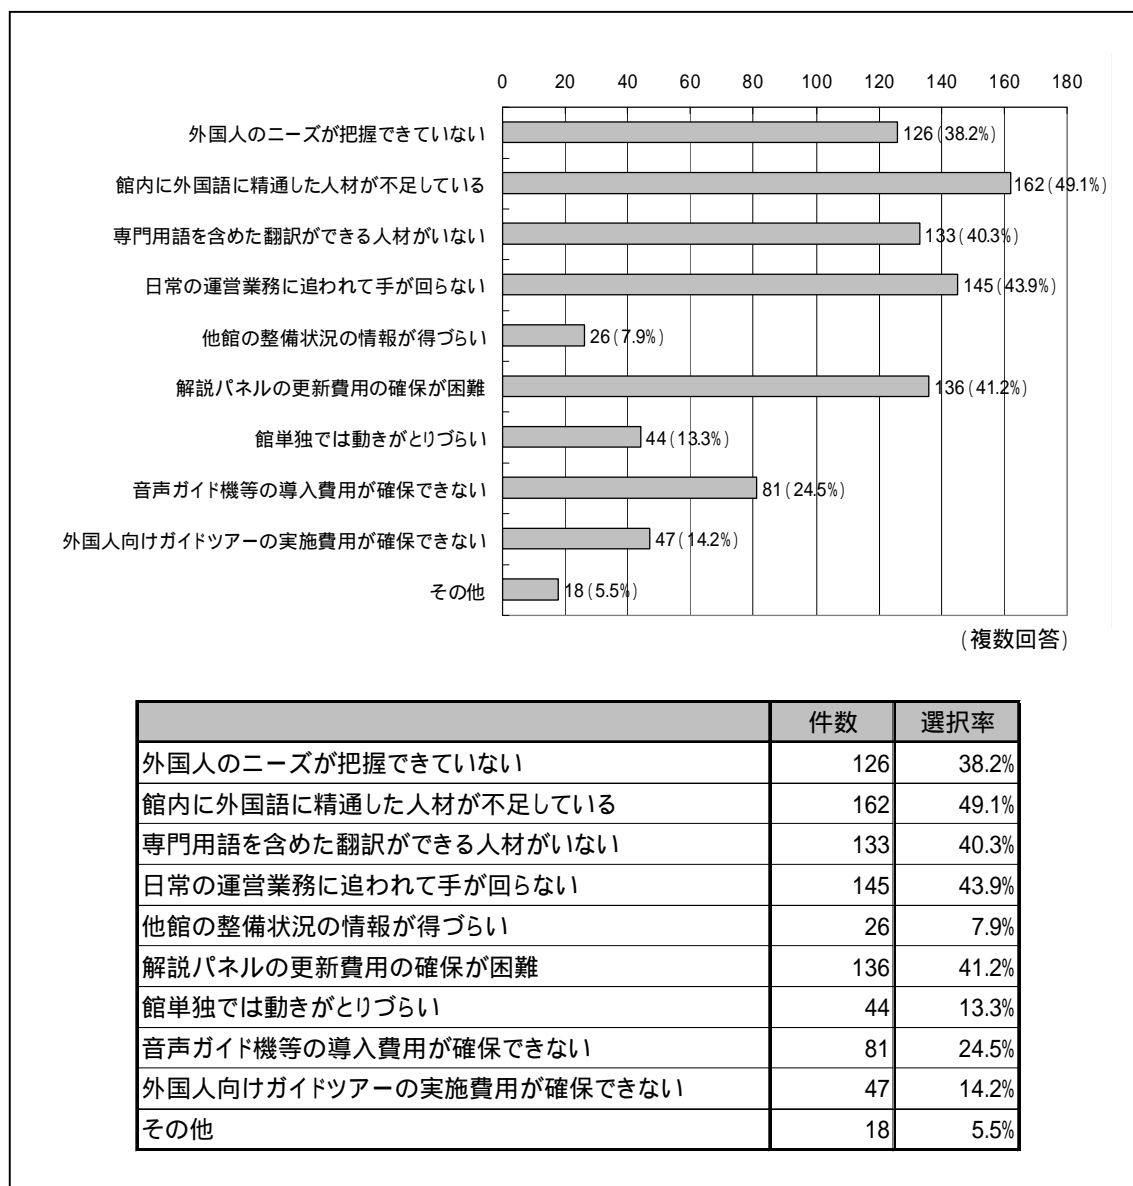 0 20 40 60 80 100 120 140 160 180
外国人のニーズが把握できていない 126(38.2%)
館内に外国語に精通した人材が不足している 162(49.1%)
専門用語を含めた翻訳ができる人材がいない 133(40.3%)
日常の運営業務に追われて手が回らない 145(43.9%)
他館の整備状況の情報が得づらい 26(7.9%)
解説パネルの更新費用の確保が困難 136(41.2%)
館単独では動きがとりづらい 44(13.3%)
音声ガイド機等の導入費用が確保できない 81(24.5%)
外国人向けガイドツアーの実施費用が確保できない 47(14.2%)
その他 18(5.5%)
(複数回答)
件数 選択率
外国人のニーズが把握できていない 126 38.2%
館内に外国語に精通した人材が不足している 162 49.1%
専門用語を含めた翻訳ができる人材がいない 133 40.3%
日常の運営業務に追われて手が回らない 145 43.9%
他館の整備状況の情報が得づらい 26 7.9%
解説パネルの更新費用の確保が困難 136 41.2%
館単独では動きがとりづらい 44 13.3%
音声ガイド機等の導入費用が確保できない 81 24.5%
外国人向けガイドツアーの実施費用が確保できない 47 14.2%
その他 18 5.5%